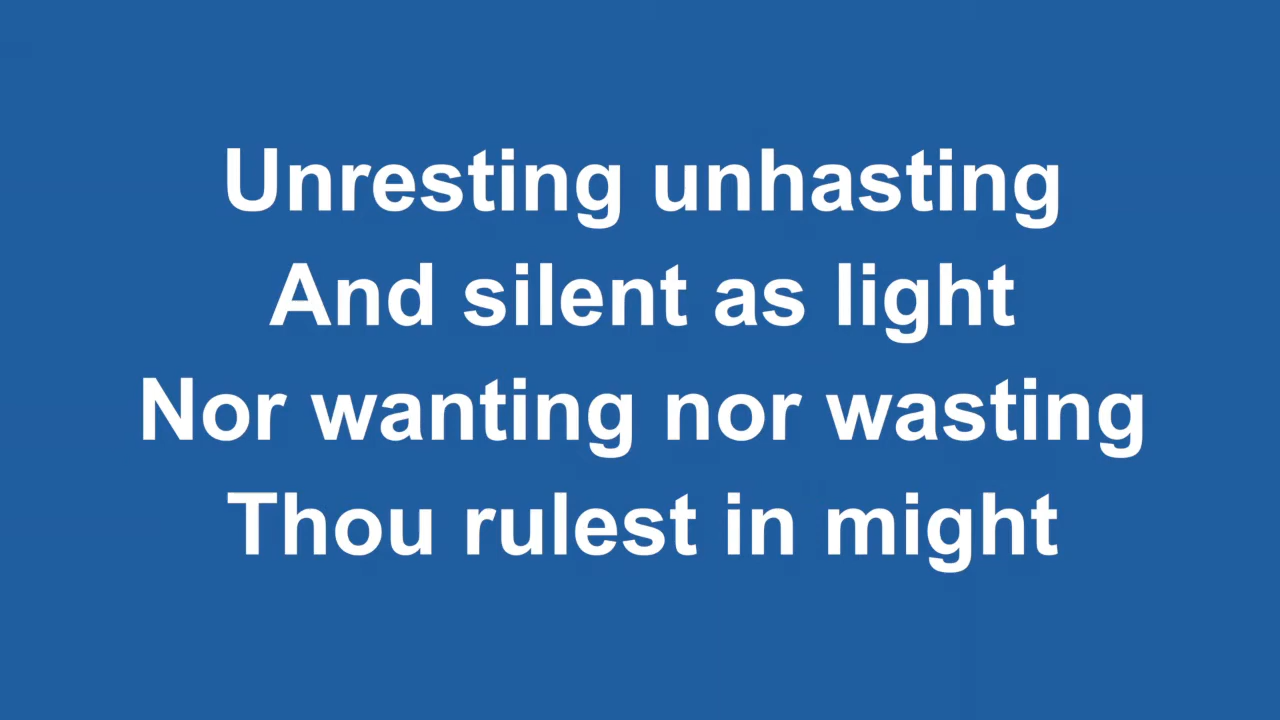 Unresting unhasting
And silent as light
Nor wanting nor wasting
Thou rulest in might